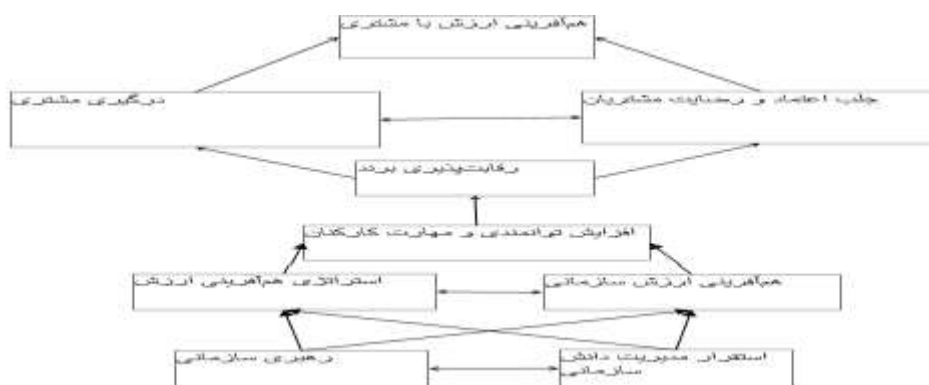 هم‌آفرینی ارزش با مشتری
جلب اعتماد و رضایت مشتریان
درگیری مشتری
رقابت‌پذیری برند
افزایش توانمندی و مهارت کارکنان
هم‌آفرینی ارزش سازمانی
استراتژی هم‌آفرینی ارزش
استقرار مدیریت دانش
سازمانی
رهبری سازمانی